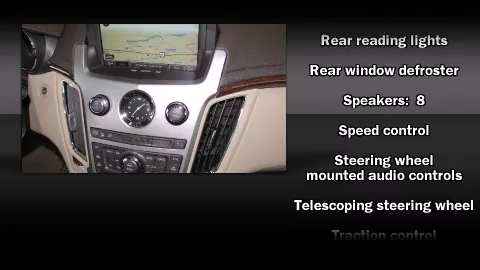 Rear reading lights
Rear window defroster
Speakers: 8
Speed control
Steering wheel
mounted audio controls
Telescoping steering wheel
Traction control